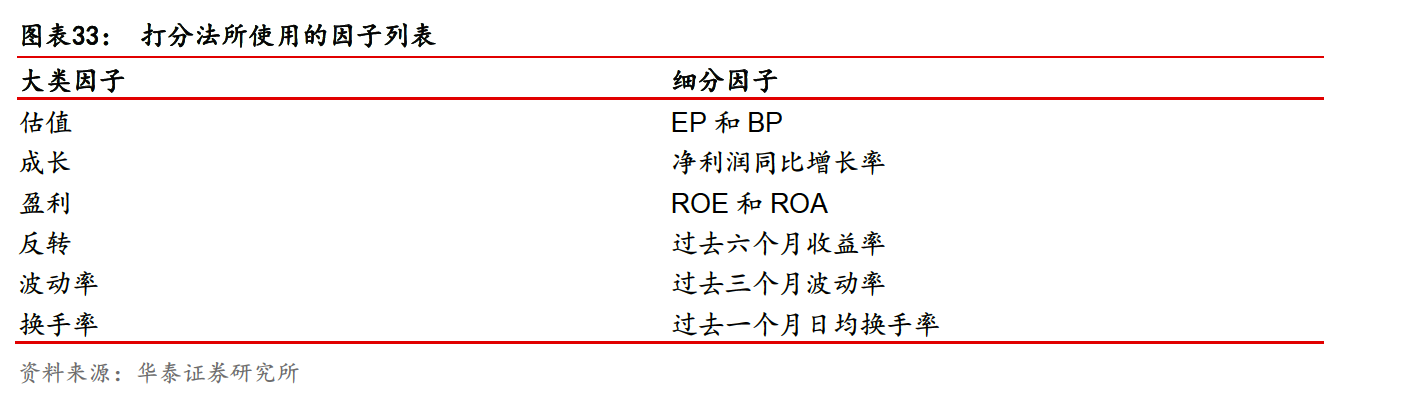 图表33： 打分法所使用的因子列表
大类因子 细分因子
估值 EP 和 BP
成长 净利润同比增长率
盈利 ROE 和 ROA
反转 过去六个月收益率
波动率 过去三个月波动率
换手率 过去一个月日均换手率
资料来源：华泰证券研究所